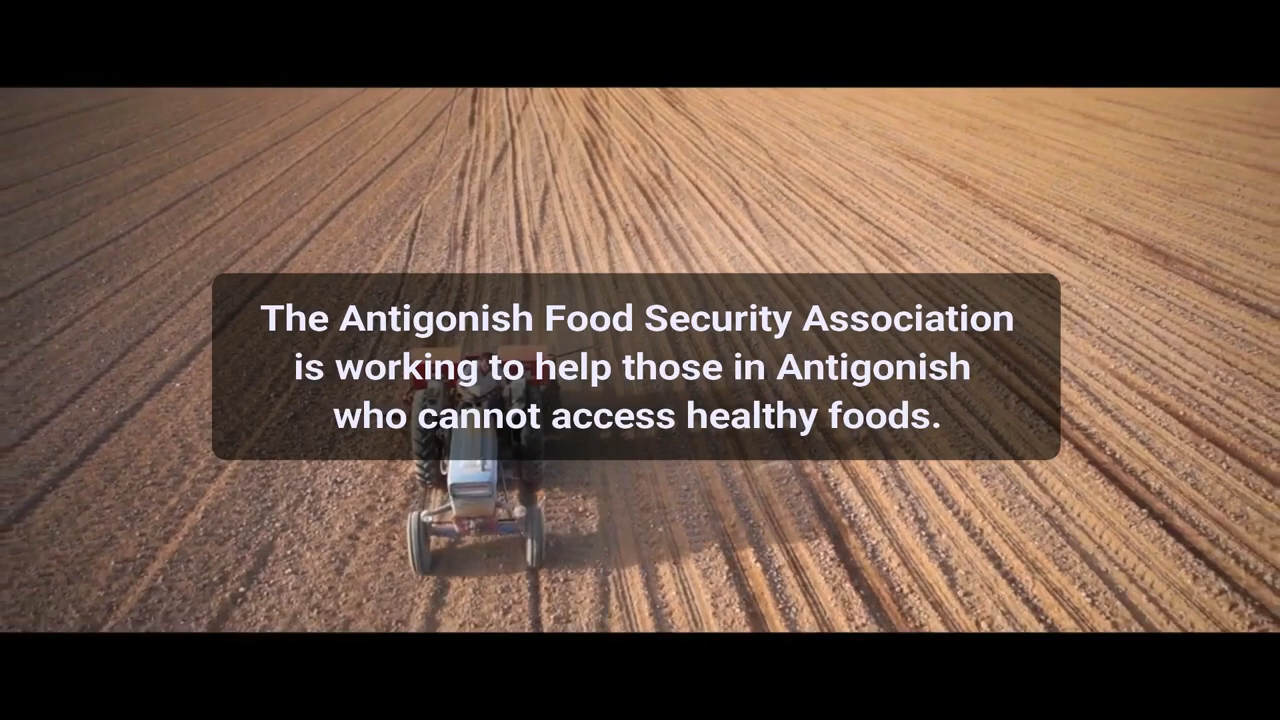 The Antigonish Food Security Association
is working to help those in Antigonish
who cannot access healthy foods.